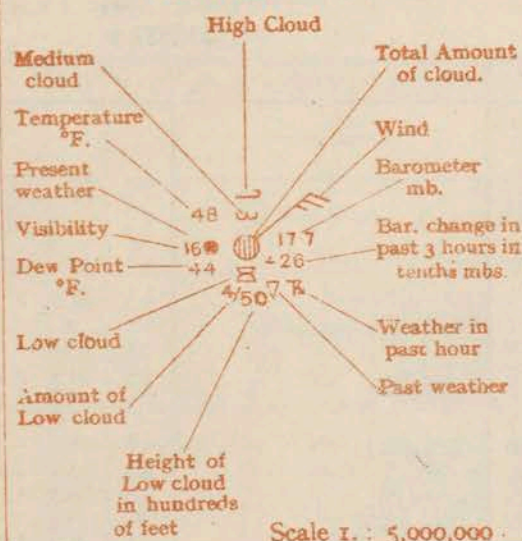 High Cloud
Medium
cloud
Total Amount
of cloud.
Temperature
°F.
Wind
Present
weather
Barometer
mb.
48
Visibility
16
177
Bar. change in
past 3 hours in
tenths mbs.
Dew Point
°F.
44
26
4/50
Low cloud
Weather in
past hour
Amount of
Low cloud
Past weather
Height of
Low cloud
in hundreds
of feet
Scale 1. : 5,000,000